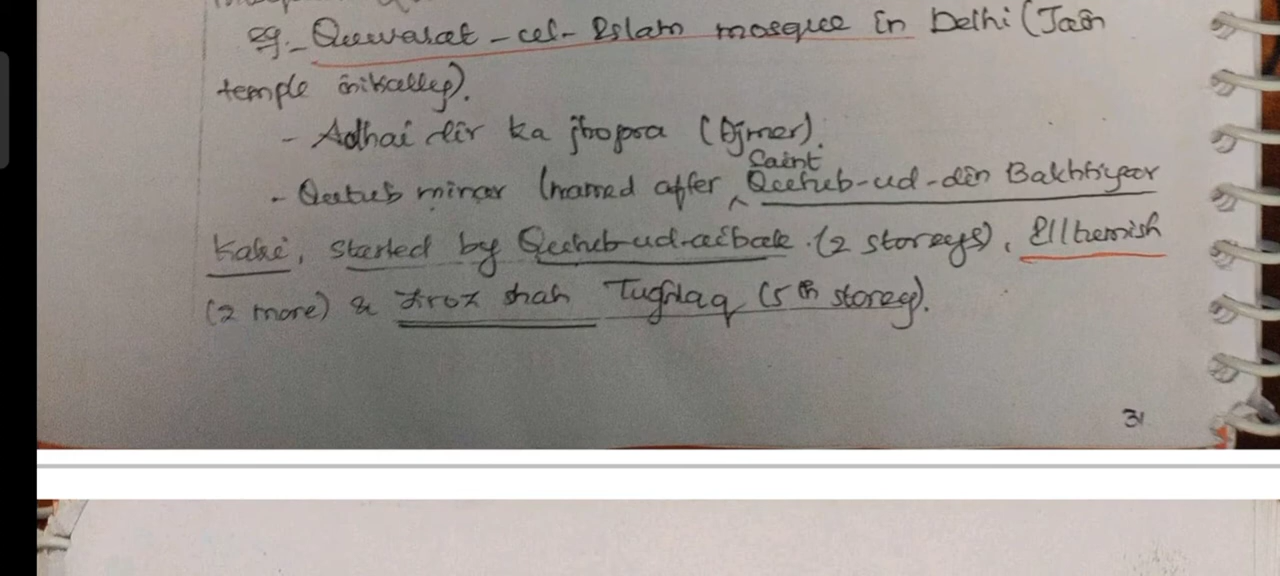 eg.- Quwwat-ul-Islam mosque in Delhi (Jain
temple initially).
- Adhai din ka jhopra (Ajmer).
- Qutub minar (named after Saint Qutub-ud-din Bakhtiyar
Kaki, started by Qutub-ud-aibak (2 storeys), Illtemish
(2 more) & Firoz shah Tughlaq (5th storey).
31